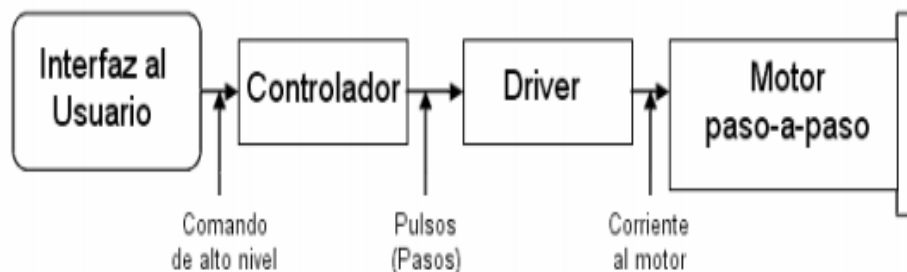 Interfaz al
Usuario
Controlador
Driver
Motor
paso-a-paso
Comando
de alto nivel
Pulsos
(Pasos)
Corriente
al motor